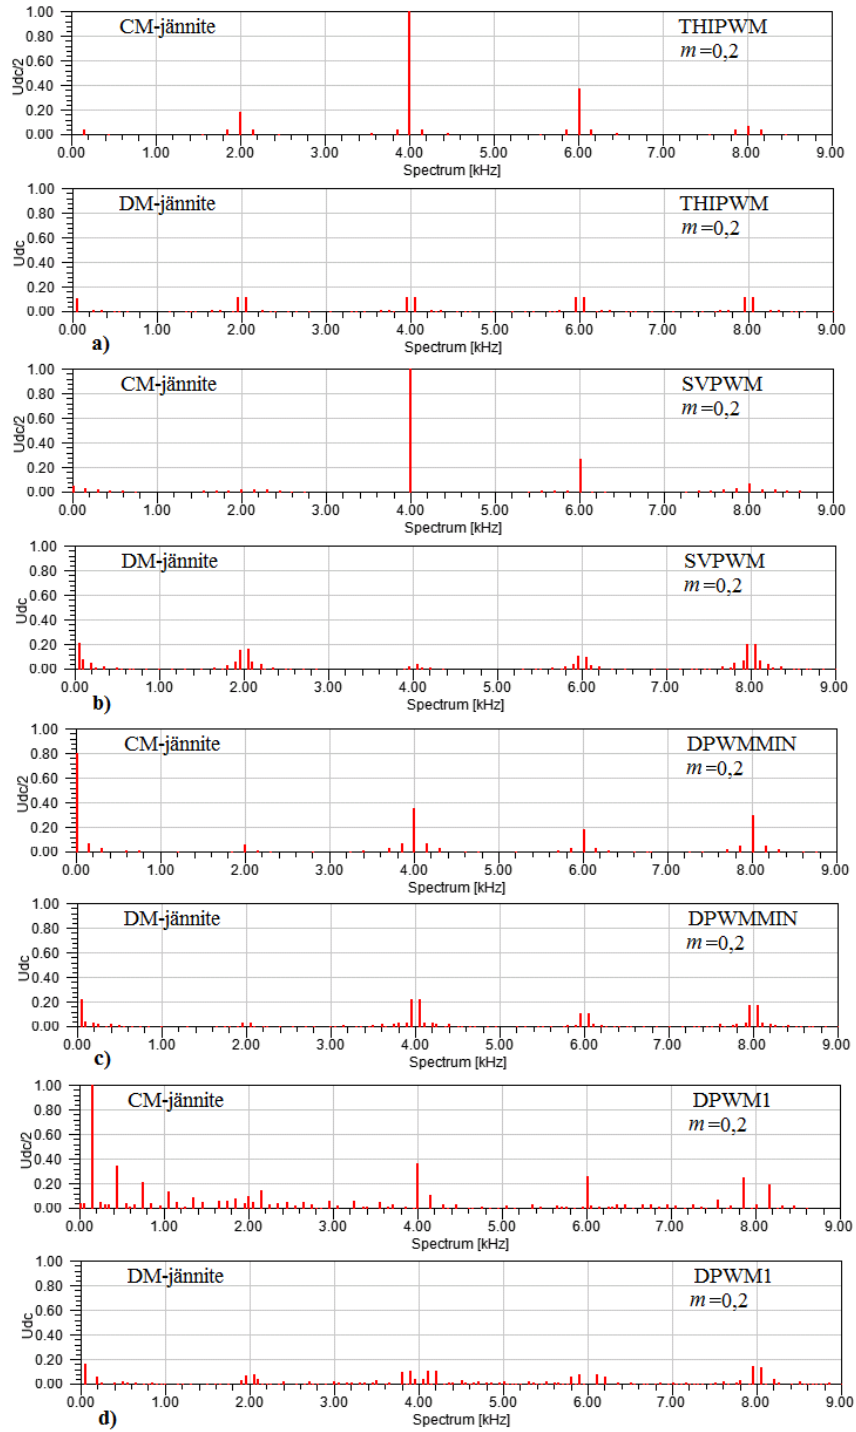 CM-jännite THIPWM
m=0,2
Udc/2
1.00
0.80
0.60
0.40
0.20
0.00
0.00 1.00 2.00 3.00 4.00 5.00 6.00 7.00 8.00 9.00
Spectrum [kHz]
DM-jännite THIPWM
m=0,2
Udc
1.00
0.80
0.60
0.40
0.20
0.00
0.00 1.00 2.00 3.00 4.00 5.00 6.00 7.00 8.00 9.00
Spectrum [kHz]
a)
CM-jännite SVPWM
m=0,2
Udc/2
1.00
0.80
0.60
0.40
0.20
0.00
0.00 1.00 2.00 3.00 4.00 5.00 6.00 7.00 8.00 9.00
Spectrum [kHz]
DM-jännite SVPWM
m=0,2
Udc
1.00
0.80
0.60
0.40
0.20
0.00
0.00 1.00 2.00 3.00 4.00 5.00 6.00 7.00 8.00 9.00
Spectrum [kHz]
b)
CM-jännite DPWMMIN
m=0,2
Udc/2
1.00
0.80
0.60
0.40
0.20
0.00
0.00 1.00 2.00 3.00 4.00 5.00 6.00 7.00 8.00 9.00
Spectrum [kHz]
DM-jännite DPWMMIN
m=0,2
Udc
1.00
0.80
0.60
0.40
0.20
0.00
0.00 1.00 2.00 3.00 4.00 5.00 6.00 7.00 8.00 9.00
Spectrum [kHz]
c)
CM-jännite DPWM1
m=0,2
Udc/2
1.00
0.80
0.60
0.40
0.20
0.00
0.00 1.00 2.00 3.00 4.00 5.00 6.00 7.00 8.00 9.00
Spectrum [kHz]
DM-jännite DPWM1
m=0,2
Udc
1.00
0.80
0.60
0.40
0.20
0.00
0.00 1.00 2.00 3.00 4.00 5.00 6.00 7.00 8.00 9.00
Spectrum [kHz]
d)